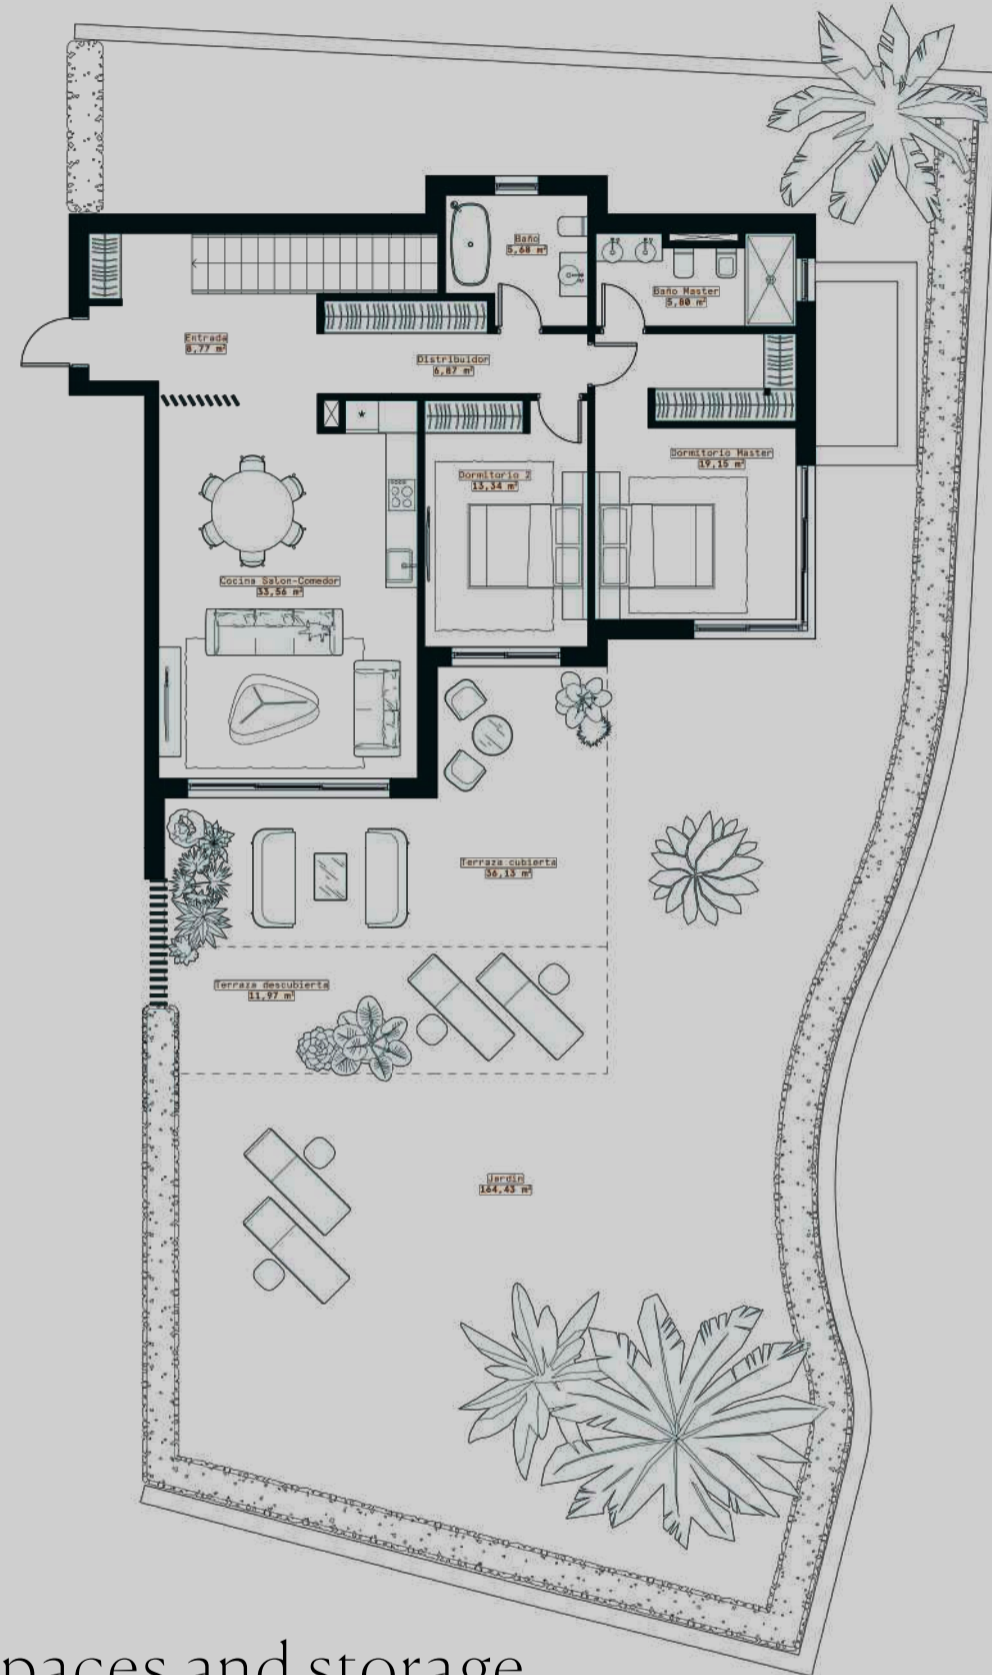 Baño
5,68 m²
Baño Master
5,80 m²
Entrada
8,77 m²
Distribuidor
6,87 m²
Dormitorio Master
19,15 m²
Dormitorio 2
13,34 m²
Cocina Salon-Comedor
33,56 m²
Terraza cubierta
36,13 m²
Terraza descubierta
11,97 m²
Jardín
164,43 m²
paces and storage